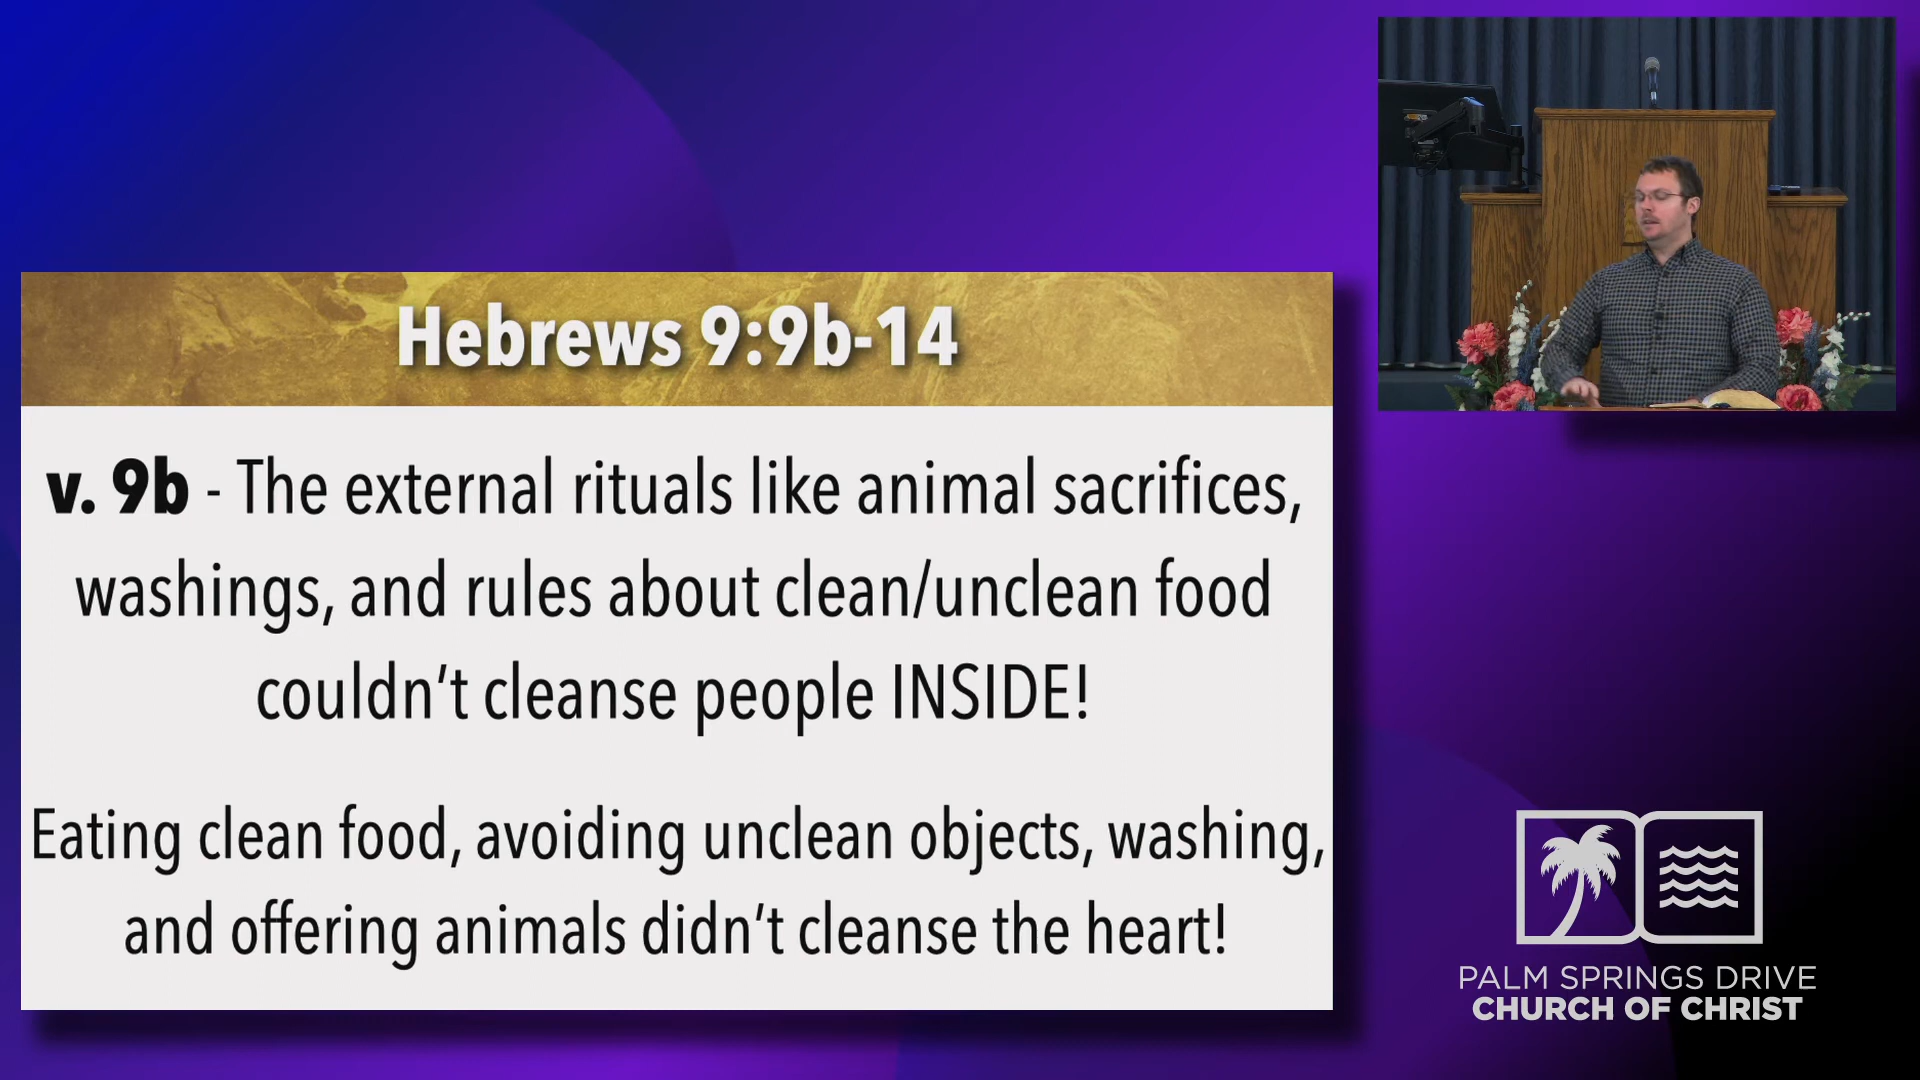 Hebrews 9:9b-14
v. 9b - The external rituals like animal sacrifices,
washings, and rules about clean/unclean food
couldn’t cleanse people INSIDE!
Eating clean food, avoiding unclean objects, washing,
and offering animals didn’t cleanse the heart!
PALM SPRINGS DRIVE
CHURCH OF CHRIST